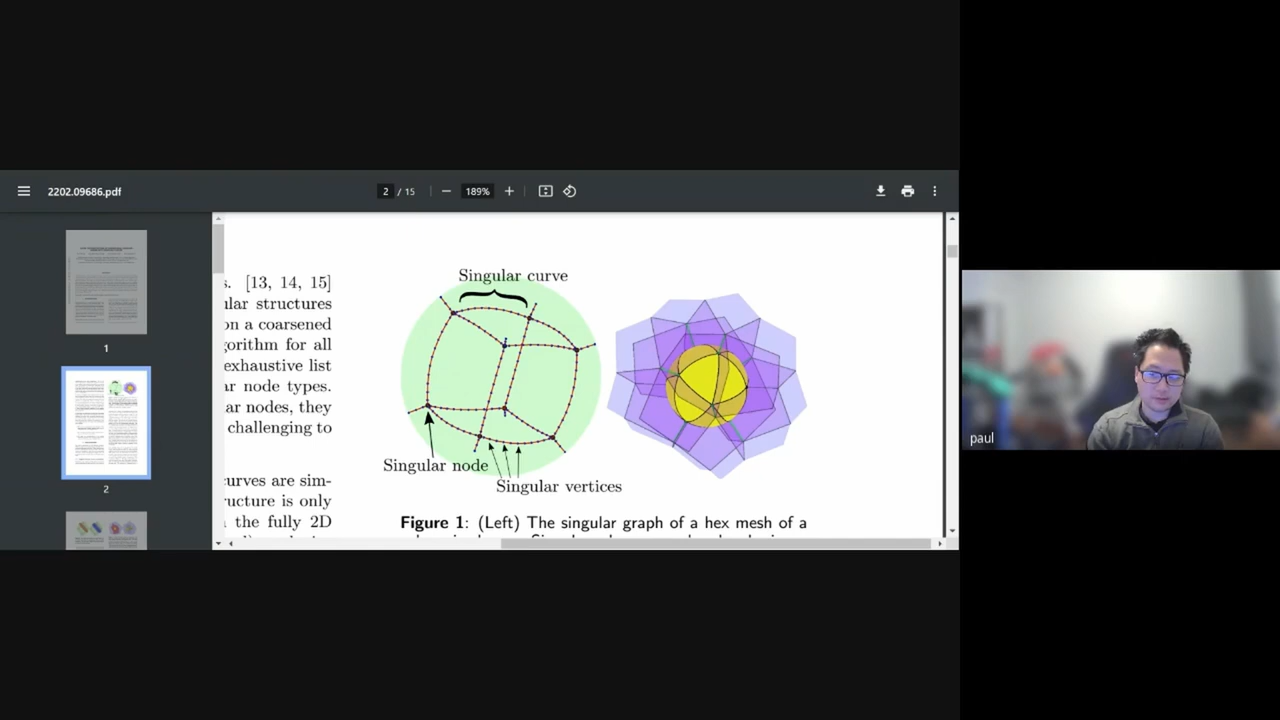 2202.09686.pdf
2 / 15
189%
1
2
s. [13, 14, 15]
ular structures
on a coarsened
gorithm for all
exhaustive list
ar node types.
ar nodes, they
challenging to
curves are sim-
ructure is only
the fully 2D
Singular curve
Singular node
Singular vertices
Figure 1: (Left) The singular graph of a hex mesh of a
paul